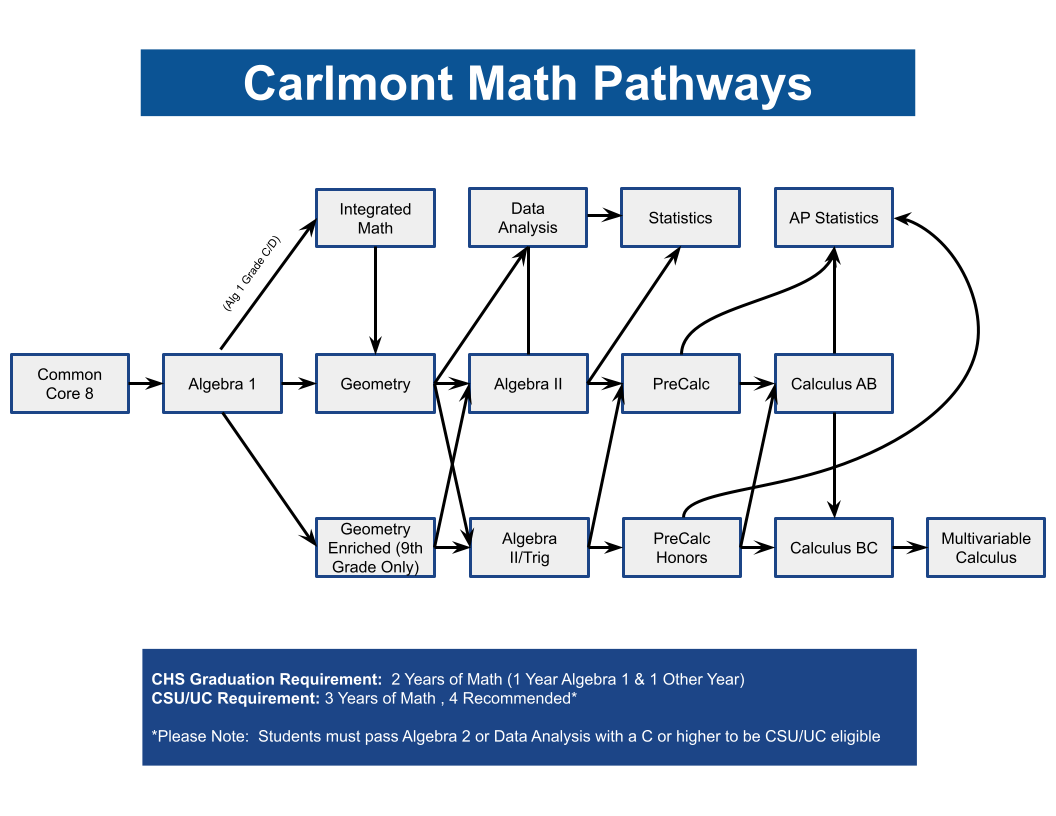 Carlmont Math Pathways
Integrated
Math
Data
Analysis
Statistics
AP Statistics
(Alg 1 Grade C/D)
Common
Core 8
Algebra 1
Geometry
Algebra II
PreCalc
Calculus AB
Geometry
Enriched (9th
Grade Only)
Algebra
II/Trig
PreCalc
Honors
Calculus BC
Multivariable
Calculus
CHS Graduation Requirement:  2 Years of Math (1 Year Algebra 1 & 1 Other Year)
CSU/UC Requirement: 3 Years of Math , 4 Recommended*
*Please Note:  Students must pass Algebra 2 or Data Analysis with a C or higher to be CSU/UC eligible